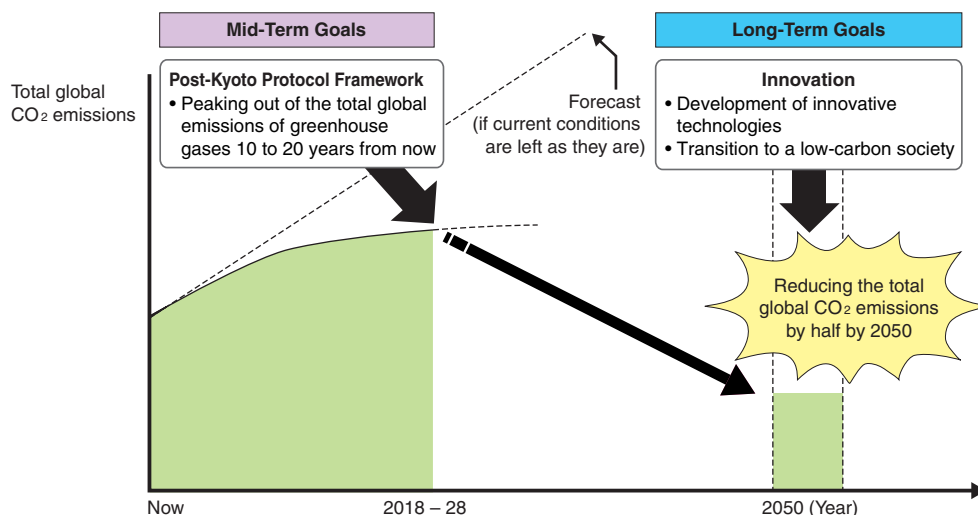 Mid-Term Goals
Long-Term Goals
Total global
CO₂ emissions
Post-Kyoto Protocol Framework
• Peaking out of the total global
emissions of greenhouse
gases 10 to 20 years from now
Forecast
(if current conditions
are left as they are)
Innovation
• Development of innovative
technologies
• Transition to a low-carbon society
Reducing the total
global CO₂ emissions
by half by 2050
Now
2018 – 28
2050 (Year)